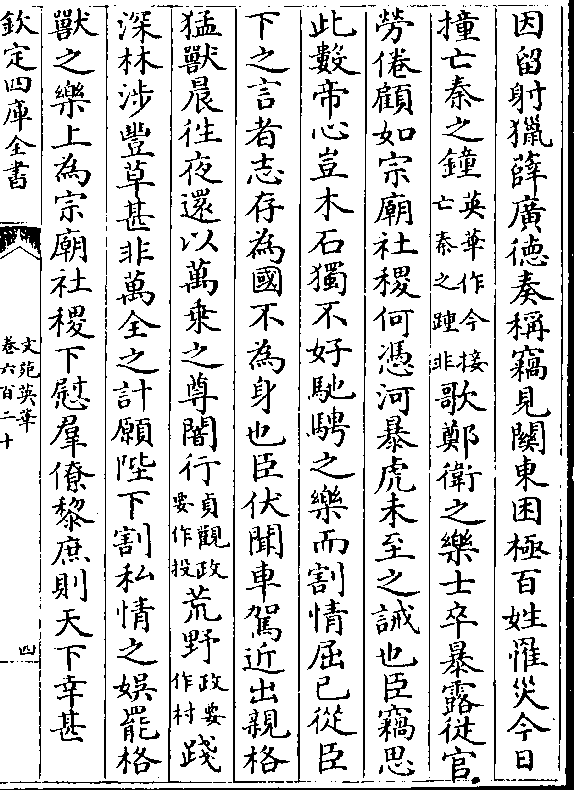 因留射獵薛廣德奏稱竊見關東困極百姓罹災今日
撞亡秦之鐘英華作今接亡秦之踵非歌鄭衛之樂士卒暴露從官
勞倦顧如宗廟社稷何憑河暴虎未至之誡也臣竊思
此數帝心豈木石獨不好馳騁之樂而割情屈已從臣
下之言者志存為國不為身也臣伏聞車駕近出親格
猛獸晨徃夜還以萬乗之尊闇行貞觀政要作投荒野政要作村踐
深林涉豐草甚非萬全之計願陛下割私情之娛罷格
獸之樂上為宗廟社稷下慰羣僚黎庶則天下幸甚
欽定四庫全書
文苑英華
卷六百二十
四